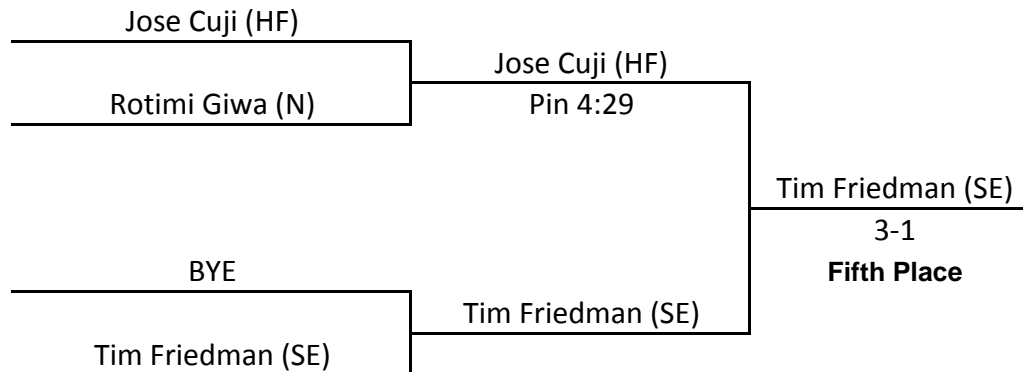 Jose Cuji (HF)
Jose Cuji (HF)
Rotimi Giwa (N)
Pin 4:29
Tim Friedman (SE)
3-1
BYE
Fifth Place
Tim Friedman (SE)
Tim Friedman (SE)